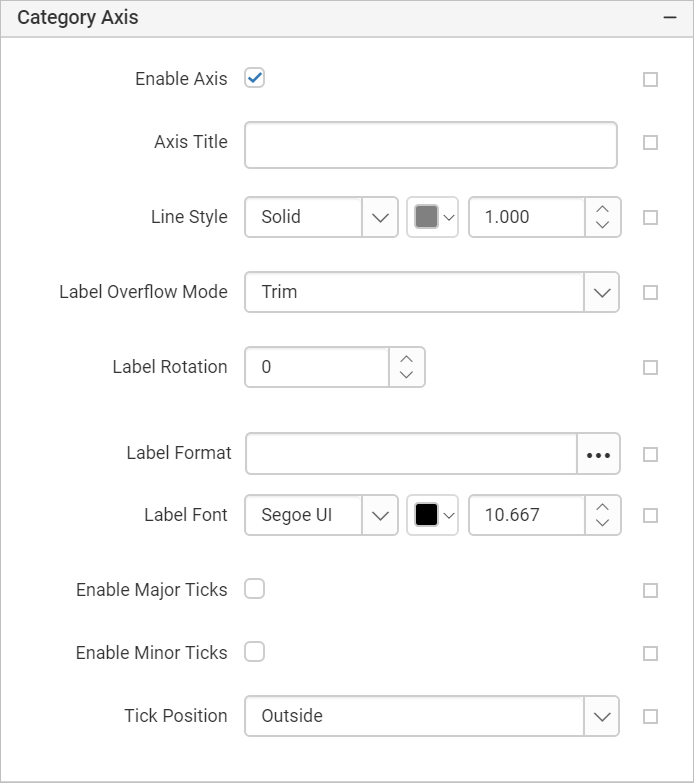 Category Axis
Enable Axis
Axis Title
Line Style Solid 1.000
Label Overflow Mode Trim
Label Rotation 0
Label Format
Label Font Segoe UI 10.667
Enable Major Ticks
Enable Minor Ticks
Tick Position Outside